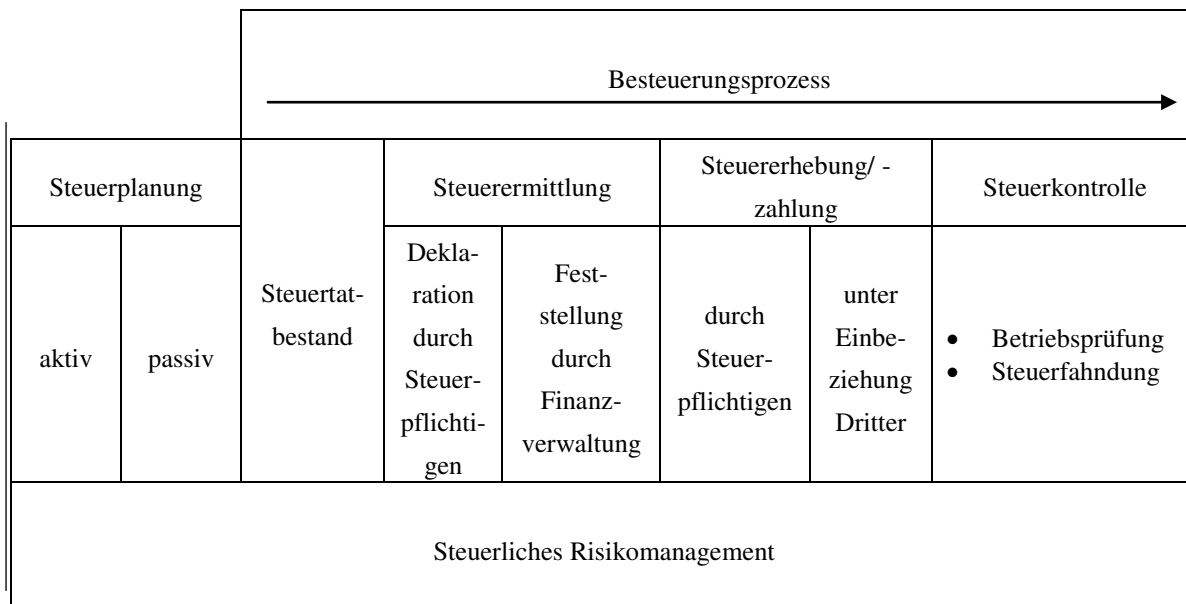 Besteuerungsprozess
Steuerplanung
Steuerermittlung
Steuererhebung/ -
zahlung
Steuerkontrolle
aktiv
passiv
Steuertat-
bestand
Dekla-
ration
durch
Steuer-
pflichti-
gen
Fest-
stellung
durch
Finanz-
verwaltung
durch
Steuer-
pflichtigen
unter
Einbe-
ziehung
Dritter
• Betriebsprüfung
• Steuerfahndung
Steuerliches Risikomanagement